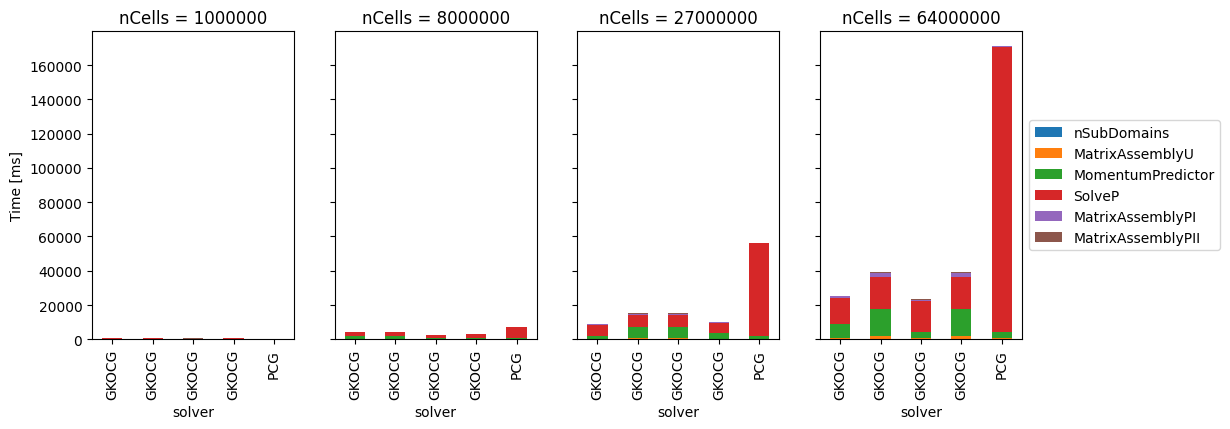 nCells = 1000000
nCells = 8000000
nCells = 27000000
nCells = 64000000
Time [ms]
160000
140000
120000
100000
80000
60000
40000
20000
0
GKOCG
GKOCG
GKOCG
GKOCG
PCG
solver
GKOCG
GKOCG
GKOCG
GKOCG
PCG
solver
GKOCG
GKOCG
GKOCG
GKOCG
PCG
solver
GKOCG
GKOCG
GKOCG
GKOCG
PCG
solver
nSubDomains
MatrixAssemblyU
MomentumPredictor
SolveP
MatrixAssemblyPI
MatrixAssemblyPII